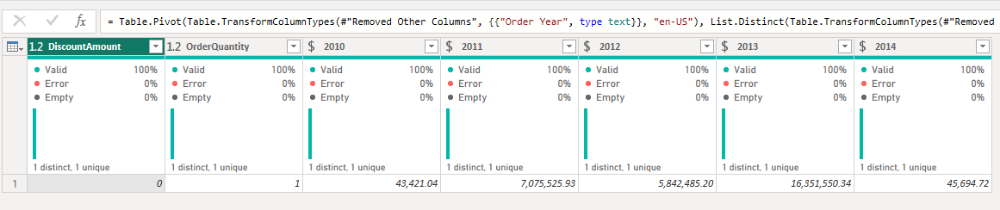 fx = Table.Pivot(Table.TransformColumnTypes(#"Removed Other Columns", {{"Order Year", type text}}, "en-US"), List.Distinct(Table.TransformColumnTypes(#"Removed
1.2 DiscountAmount 1.2 OrderQuantity $ 2010 $ 2011 $ 2012 $ 2013 $ 2014
Valid 100% Valid 100% Valid 100% Valid 100% Valid 100% Valid 100% Valid 100%
Error 0% Error 0% Error 0% Error 0% Error 0% Error 0% Error 0%
Empty 0% Empty 0% Empty 0% Empty 0% Empty 0% Empty 0% Empty 0%
1 distinct, 1 unique 1 distinct, 1 unique 1 distinct, 1 unique 1 distinct, 1 unique 1 distinct, 1 unique 1 distinct, 1 unique 1 distinct, 1 unique
1 0 1 43,421.04 7,075,525.93 5,842,485.20 16,351,550.34 45,694.72